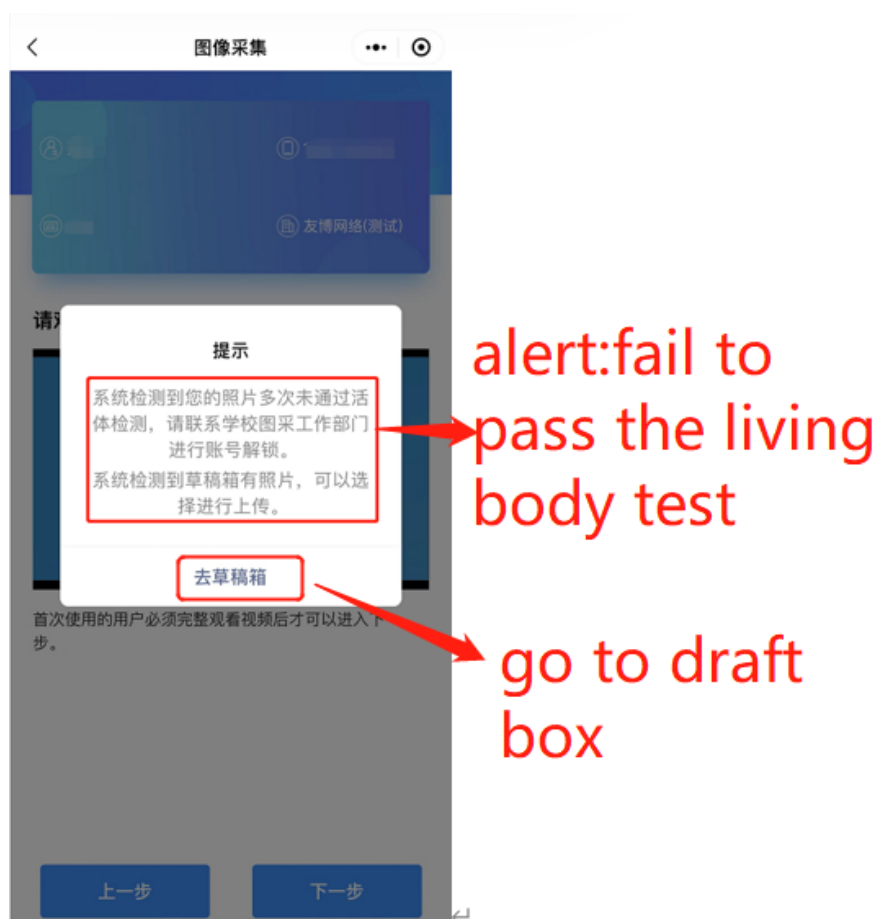 图像采集
友博网络(测试)
提示
系统检测到您的照片多次未通过活
体检测，请联系学校图采工作部门
进行账号解锁。
系统检测到草稿箱有照片，可以选
择进行上传。
去草稿箱
首次使用的用户必须完整观看视频后才可以进入下
步。
上一步
下一步
alert:fail to
pass the living
body test
go to draft
box